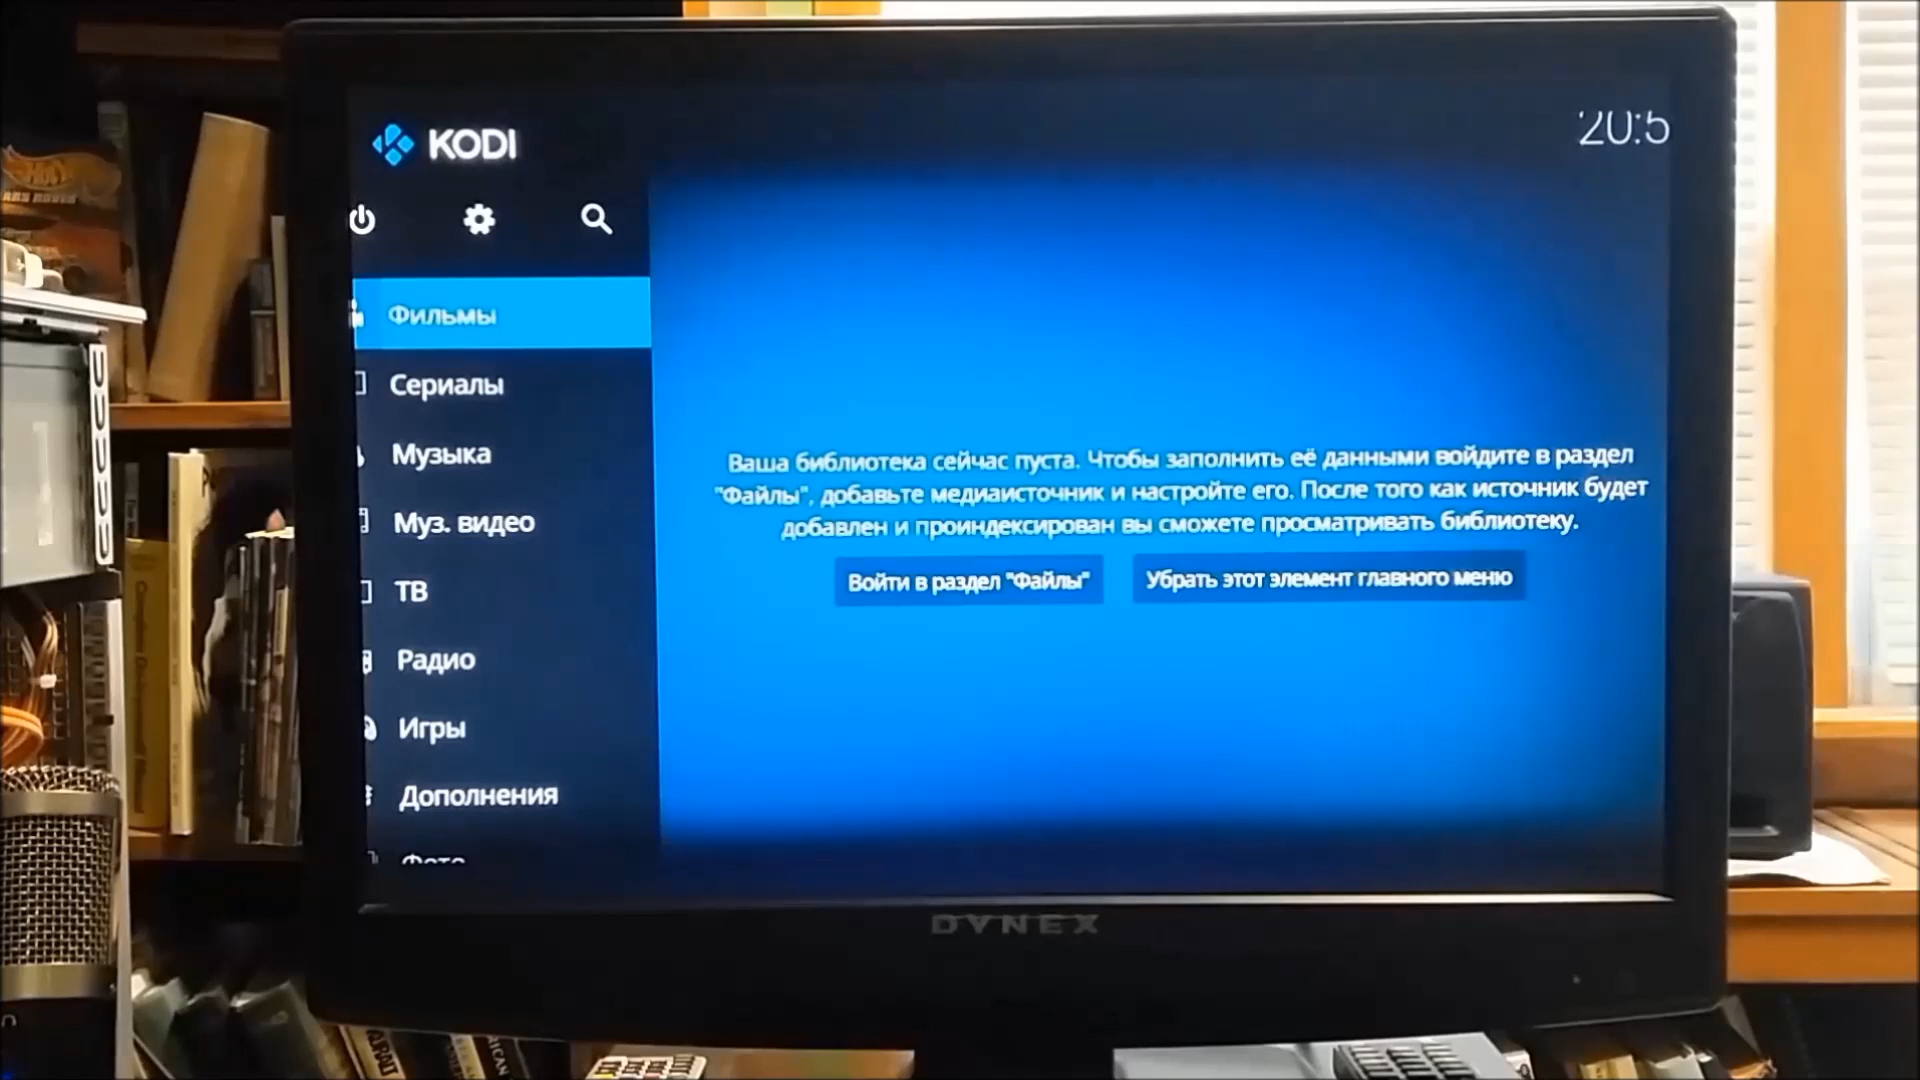 KODI
20:5
Фильмы
Сериалы
Музыка
Муз. видео
ТВ
Радио
Игры
Дополнения
Фото
Ваша библиотека сейчас пуста. Чтобы заполнить её данными войдите в раздел
"Файлы", добавьте медиаисточник и настройте его. После того как источник будет
добавлен и проиндексирован вы сможете просматривать библиотеку.
Войти в раздел "Файлы"
Убрать этот элемент главного меню
DYNEX
HOT